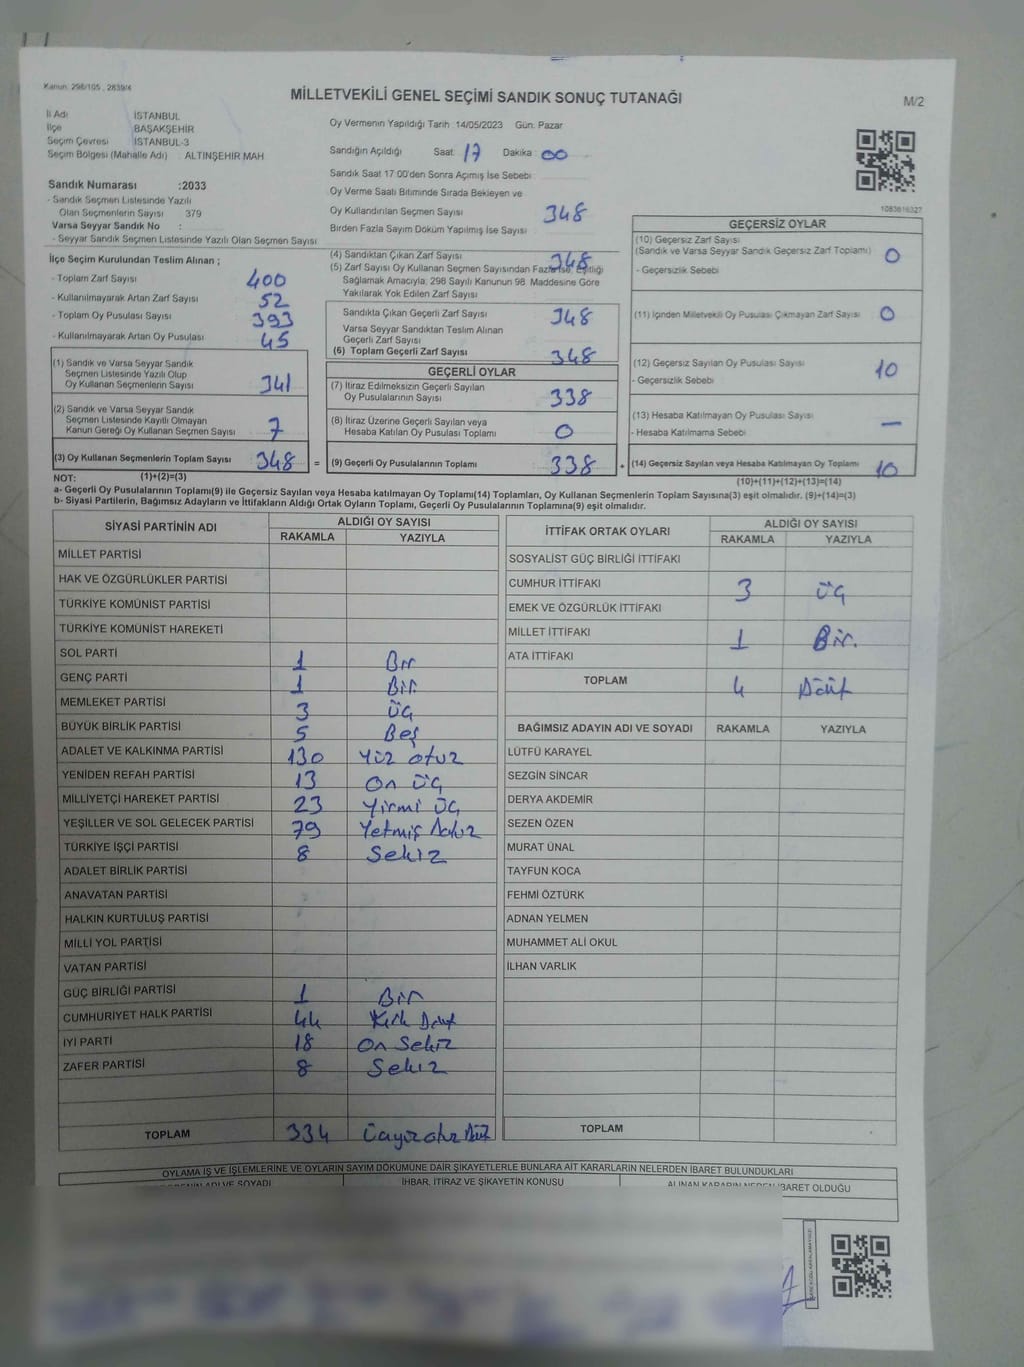 Kanun: 298/105, 2839/4
MİLLETVEKİLİ GENEL SEÇİMİ SANDIK SONUÇ TUTANAĞI
M/2
İl Adı İSTANBUL
İlçe BAŞAKŞEHİR
Seçim Çevresi İSTANBUL-3
Seçim Bölgesi (Mahalle Adı) ALTINŞEHİR MAH
Sandık Numarası :2033
- Sandık Seçmen Listesinde Yazılı
Olan Seçmenlerin Sayısı 379
Varsa Seyyar Sandık No :
- Seyyar Sandık Seçmen Listesinde Yazılı Olan Seçmen Sayısı
Oy Vermenin Yapıldığı Tarih 14/05/2023 Gün: Pazar
Sandığın Açıldığı Saat: 17 Dakika: 00
Sandık Saat 17 00'den Sonra Açımış İse Sebebi
Oy Verme Saati Bitiminde Sırada Bekleyen ve
Oy Kullandırılan Seçmen Sayısı 348
Birden Fazla Sayım Döküm Yapılmış İse Sayısı
1083616327
İlçe Seçim Kurulundan Teslim Alınan ;
- Toplam Zarf Sayısı 400
- Kullanılmayarak Artan Zarf Sayısı 52
- Toplam Oy Pusulası Sayısı 393
- Kullanılmayarak Artan Oy Pusulası 45
(1) Sandık ve Varsa Seyyar Sandık
Seçmen Listesinde Yazılı Olup
Oy Kullanan Seçmenlerin Sayısı 341
(2) Sandık ve Varsa Seyyar Sandık
Seçmen Listesinde Kayıtlı Olmayan
Kanun Gereği Oy Kullanan Seçmen Sayısı 7
(3) Oy Kullanan Seçmenlerin Toplam Sayısı 348 =
(1)+(2)=(3)
(4) Sandıktan Çıkan Zarf Sayısı 348
(5) Zarf Sayısı Oy Kullanan Seçmen Sayısından Fazla İse, Eşitliği
Sağlamak Amacıyla, 298 Sayılı Kanunun 98. Maddesine Göre
Yakılarak Yok Edilen Zarf Sayısı
Sandıkta Çıkan Geçerli Zarf Sayısı 348
Varsa Seyyar Sandıktan Teslim Alınan
Geçerli Zarf Sayısı
(6) Toplam Geçerli Zarf Sayısı 348
GEÇERLİ OYLAR
(7) İtiraz Edilmeksizin Geçerli Sayılan
Oy Pusulalarının Sayısı 338
(8) İtiraz Üzerine Geçerli Sayılan veya
Hesaba Katılan Oy Pusulası Toplamı 0
(9) Geçerli Oy Pusulalarının Toplamı 338 +
GEÇERSİZ OYLAR
(10) Geçersiz Zarf Sayısı
(Sandık ve Varsa Seyyar Sandık Geçersiz Zarf Toplamı) 0
- Geçersizlik Sebebi
(11) İçinden Milletvekili Oy Pusulası Çıkmayan Zarf Sayısı 0
(12) Geçersiz Sayılan Oy Pusulası Sayısı 10
- Geçersizlik Sebebi
(13) Hesaba Katılmayan Oy Pusulası Sayısı —
- Hesaba Katılmama Sebebi
(14) Geçersiz Sayılan veya Hesaba Katılmayan Oy Toplamı 10
(10)+(11)+(12)+(13)=(14)
NOT:
a- Geçerli Oy Pusulalarının Toplamı(9) ile Geçersiz Sayılan veya Hesaba katılmayan Oy Toplamı(14) Toplamları, Oy Kullanan Seçmenlerin Toplam Sayısına(3) eşit olmalıdır. (9)+(14)=(3)
b- Siyasi Partilerin, Bağımsız Adayların ve İttifakların Aldığı Ortak Oyların Toplamı, Geçerli Oy Pusulalarının Toplamına(9) eşit olmalıdır.
SİYASİ PARTİNİN ADI ALDIĞI OY SAYISI
RAKAMLA YAZIYLA
MİLLET PARTİSİ
HAK VE ÖZGÜRLÜKLER PARTİSİ
TÜRKİYE KOMÜNİST PARTİSİ
TÜRKİYE KOMÜNİST HAREKETİ
SOL PARTİ 1 Bir
GENÇ PARTİ 1 Bir
MEMLEKET PARTİSİ 3 Üç
BÜYÜK BİRLİK PARTİSİ 5 Beş
ADALET VE KALKINMA PARTİSİ 130 Yüz otuz
YENİDEN REFAH PARTİSİ 13 On Üç
MİLLİYETÇİ HAREKET PARTİSİ 23 Yirmi Üç
YEŞİLLER VE SOL GELECEK PARTİSİ 79 Yetmiş Dokuz
TÜRKİYE İŞÇİ PARTİSİ 8 Sekiz
ADALET BİRLİK PARTİSİ
ANAVATAN PARTİSİ
HALKIN KURTULUŞ PARTİSİ
MİLLİ YOL PARTİSİ
VATAN PARTİSİ
GÜÇ BİRLİĞİ PARTİSİ 1 Bir
CUMHURİYET HALK PARTİSİ 44 Kırk Dört
İYİ PARTİ 18 On Sekiz
ZAFER PARTİSİ 8 Sekiz
TOPLAM 334 Üçyüz otuz Dört
İTTİFAK ORTAK OYLARI ALDIĞI OY SAYISI
RAKAMLA YAZIYLA
SOSYALİST GÜÇ BİRLİĞİ İTTİFAKI
CUMHUR İTTİFAKI 3 Üç
EMEK VE ÖZGÜRLÜK İTTİFAKI
MİLLET İTTİFAKI 1 Bir.
ATA İTTİFAKI
TOPLAM 4 Dört
BAĞIMSIZ ADAYIN ADI VE SOYADI RAKAMLA YAZIYLA
LÜTFÜ KARAYEL
SEZGİN SİNCAR
DERYA AKDEMİR
SEZEN ÖZEN
MURAT ÜNAL
TAYFUN KOCA
FEHMİ ÖZTÜRK
ADNAN YELMEN
MUHAMMET ALİ OKUL
İLHAN VARLIK
TOPLAM
OYLAMA İŞ VE İŞLEMLERİNE VE OYLARIN SAYIM DÖKÜMÜNE DAİR ŞİKAYETLERLE BUNLARA AİT KARARLARIN NELERDEN İBARET BULUNDUKLARI
ADI VE SOYADI İHBAR, İTİRAZ VE ŞİKAYETİN KONUSU ALINAN KARARIN İBARET OLDUĞU